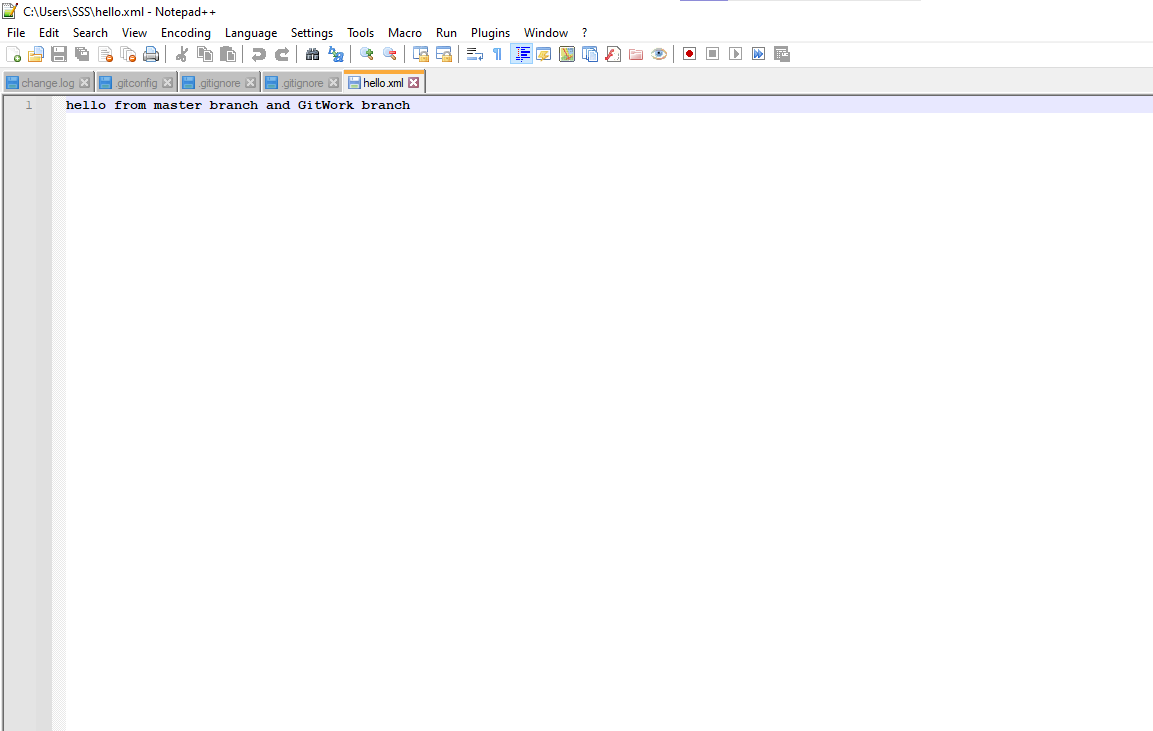 C:\Users\SSS\hello.xml - Notepad++
File Edit Search View Encoding Language Settings Tools Macro Run Plugins Window ?
change.log .gitconfig .gitignore .gitignore hello.xml
1 hello from master branch and GitWork branch